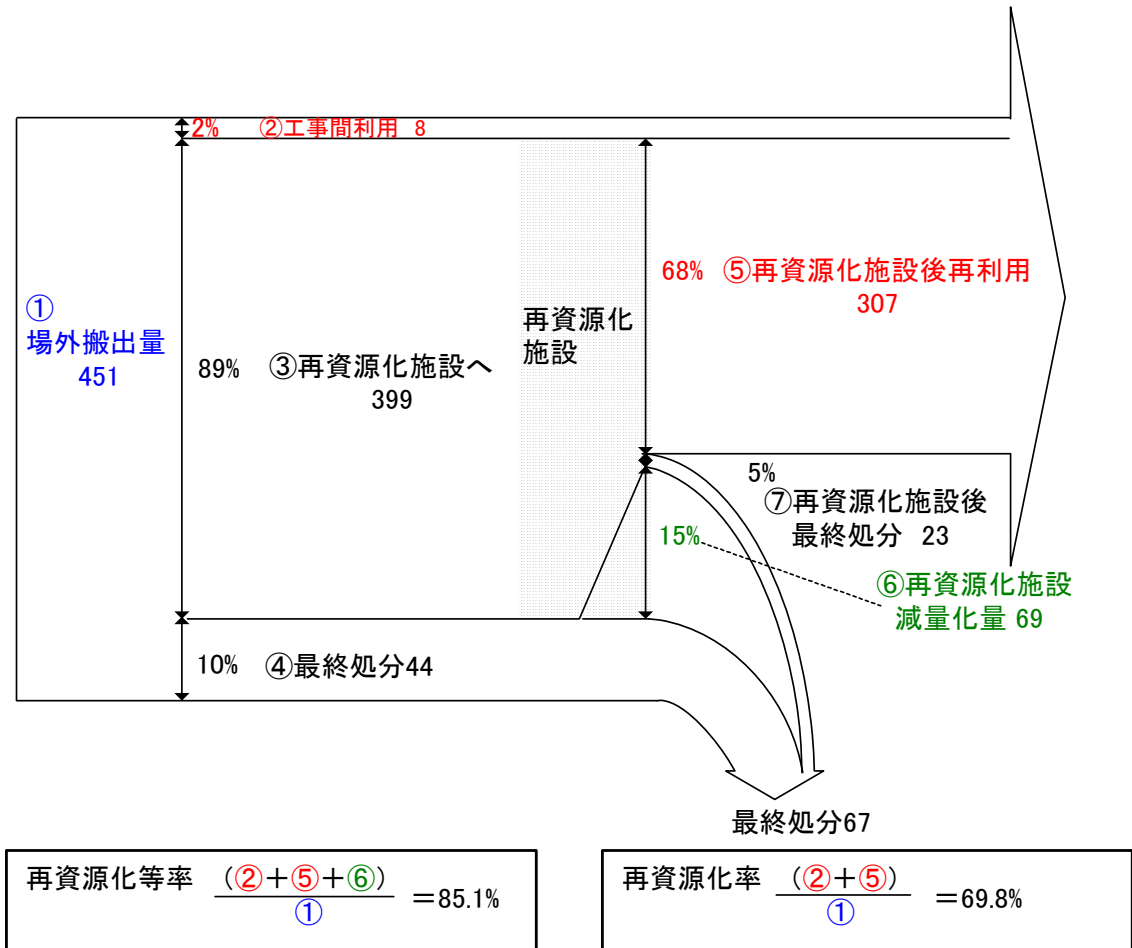 2% ②工事間利用 8
①
場外搬出量
451
89% ③再資源化施設へ
399
再資源化
施設
68% ⑤再資源化施設後再利用
307
5%
⑦再資源化施設後
最終処分 23
15%
⑥再資源化施設
減量化量 69
10% ④最終処分44
最終処分67
再資源化等率 (②+⑤+⑥)
①
=85.1%
再資源化率 (②+⑤)
①
=69.8%